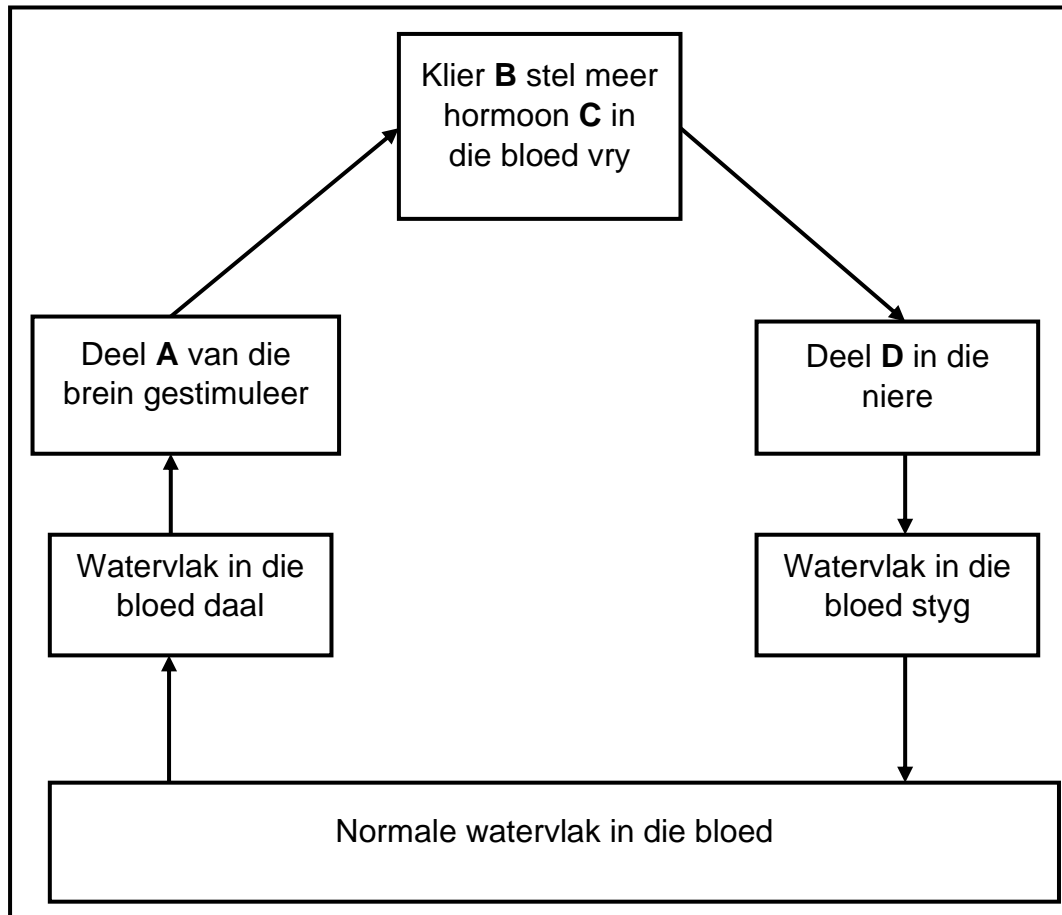 Klier B stel meer
hormoon C in
die bloed vry
Deel A van die
brein gestimuleer
Deel D in die
niere
Watervlak in die
bloed daal
Watervlak in die
bloed styg
Normale watervlak in die bloed